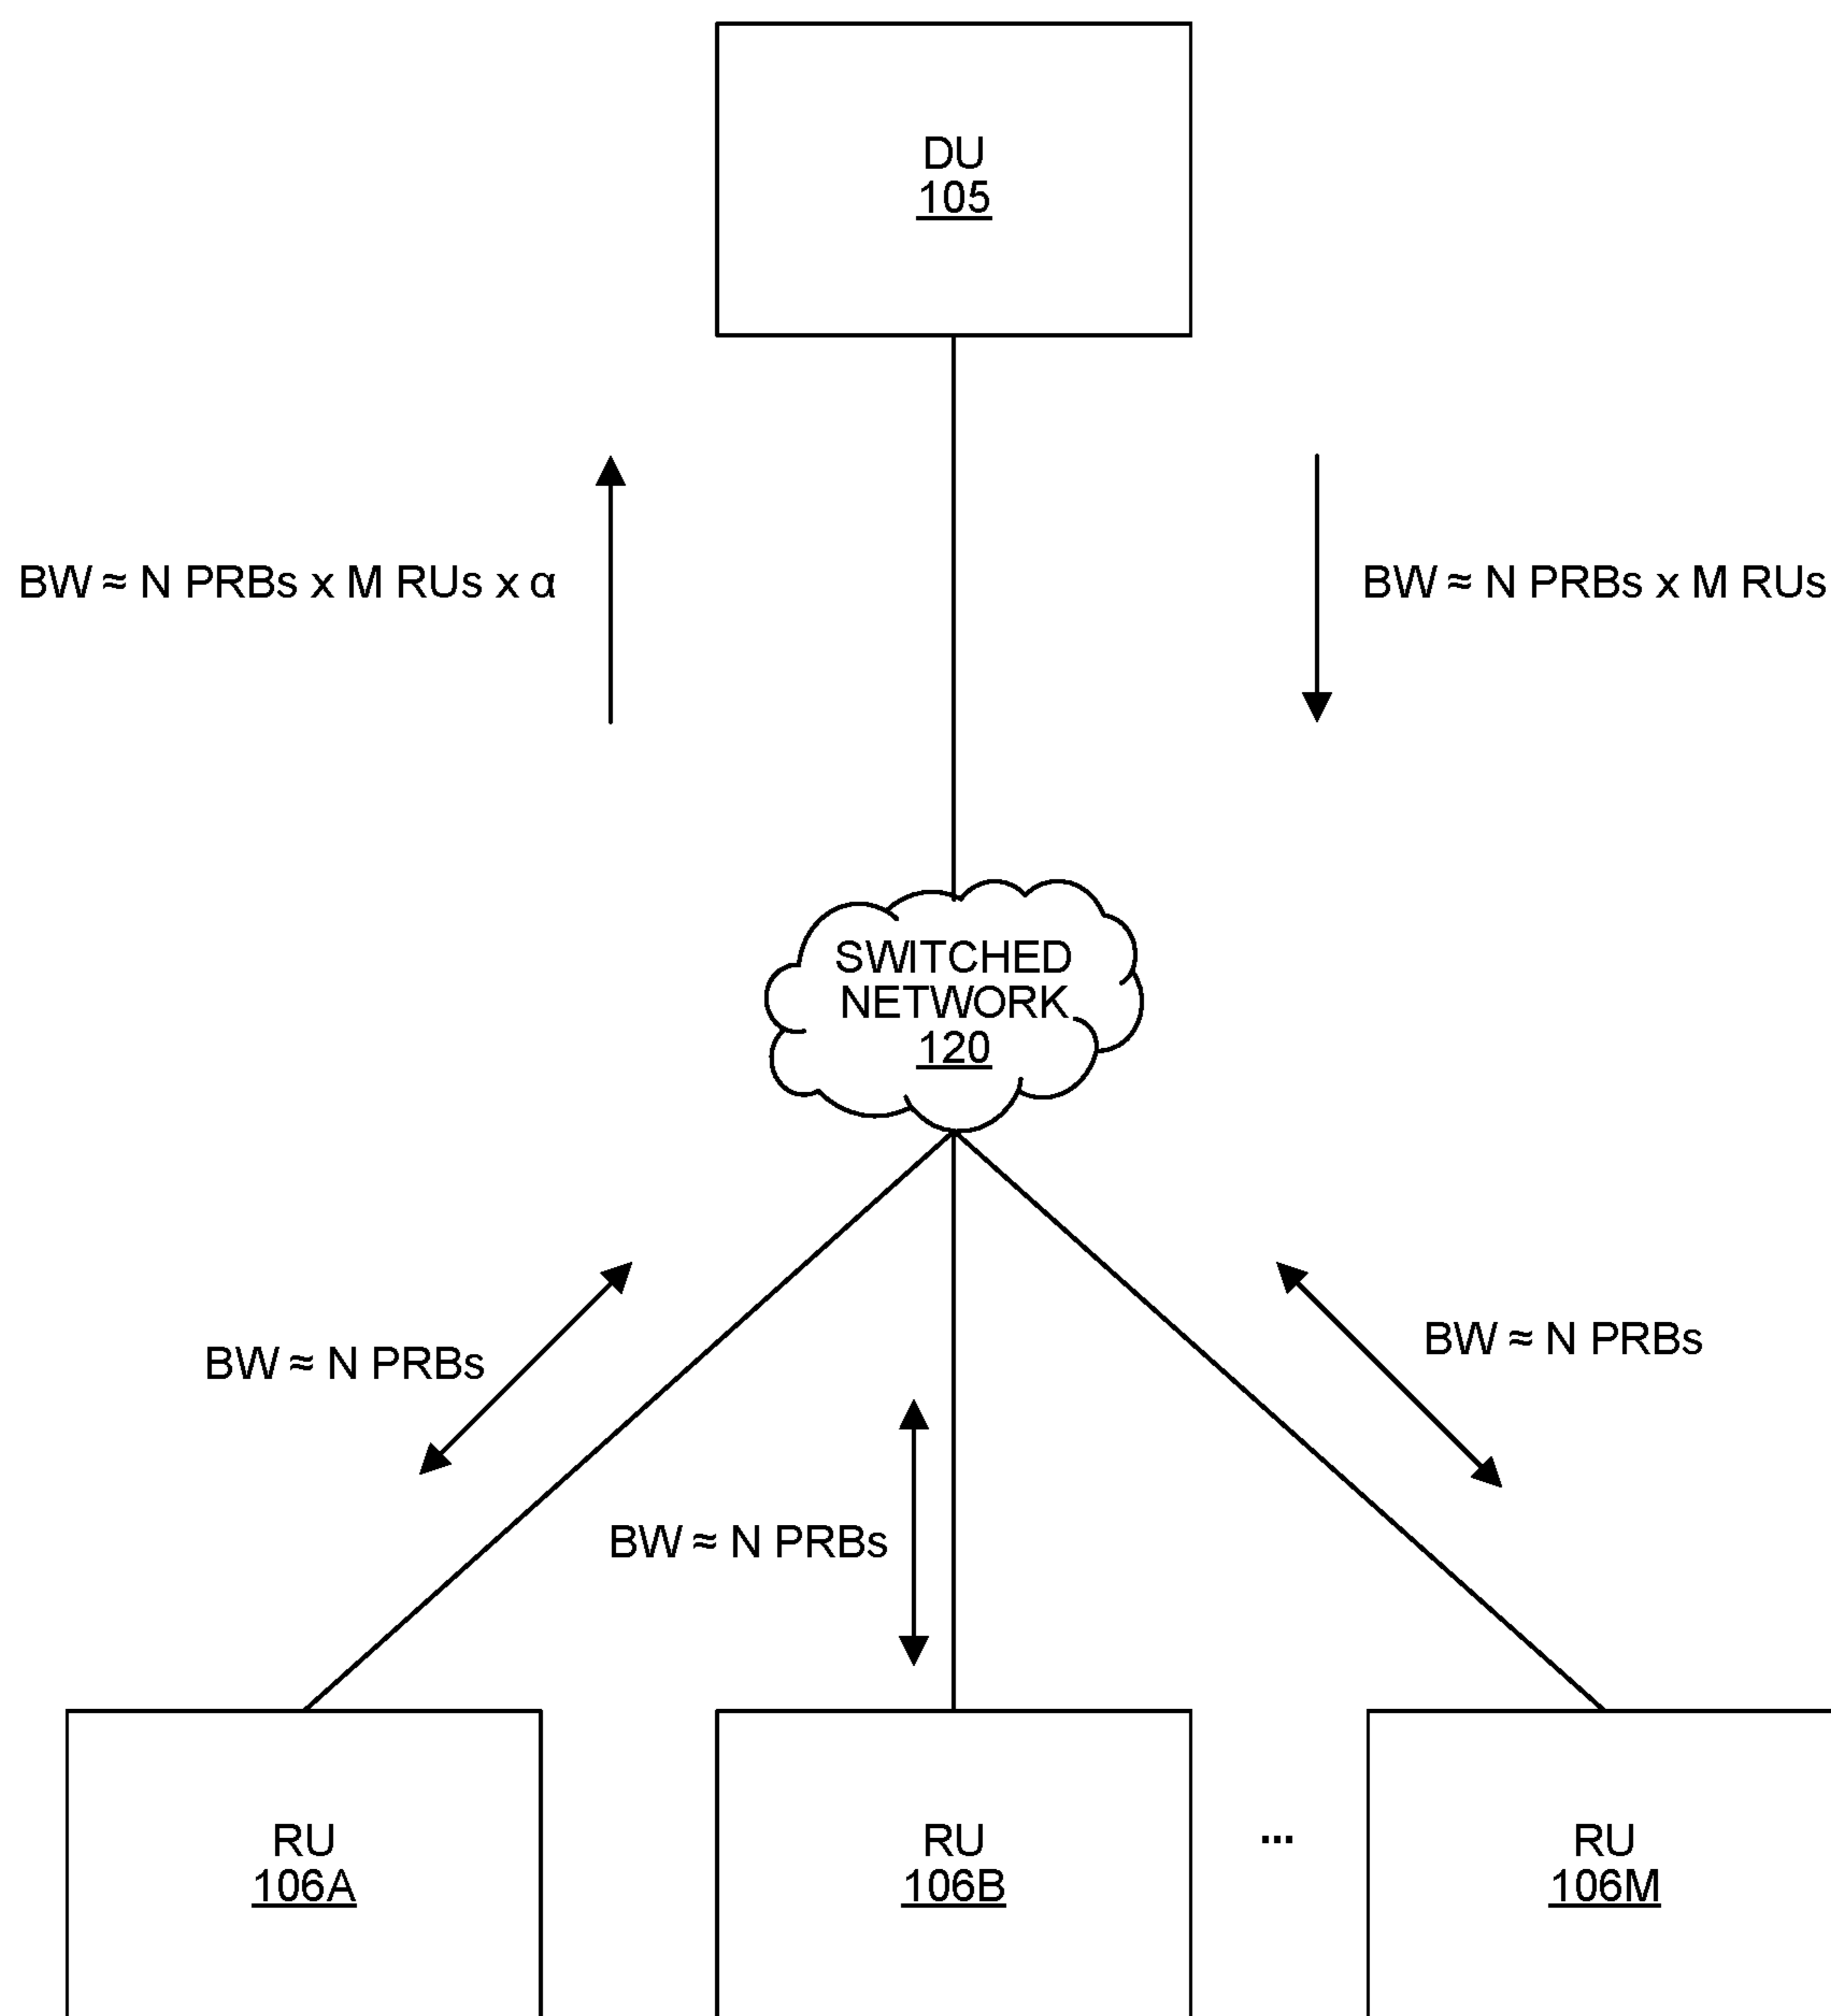 DU
105
BW ≈ N PRBs x M RUs x α
BW ≈ N PRBs x M RUs
SWITCHED
NETWORK
120
BW ≈ N PRBs
BW ≈ N PRBs
BW ≈ N PRBs
RU
106A
RU
106B
...
RU
106M